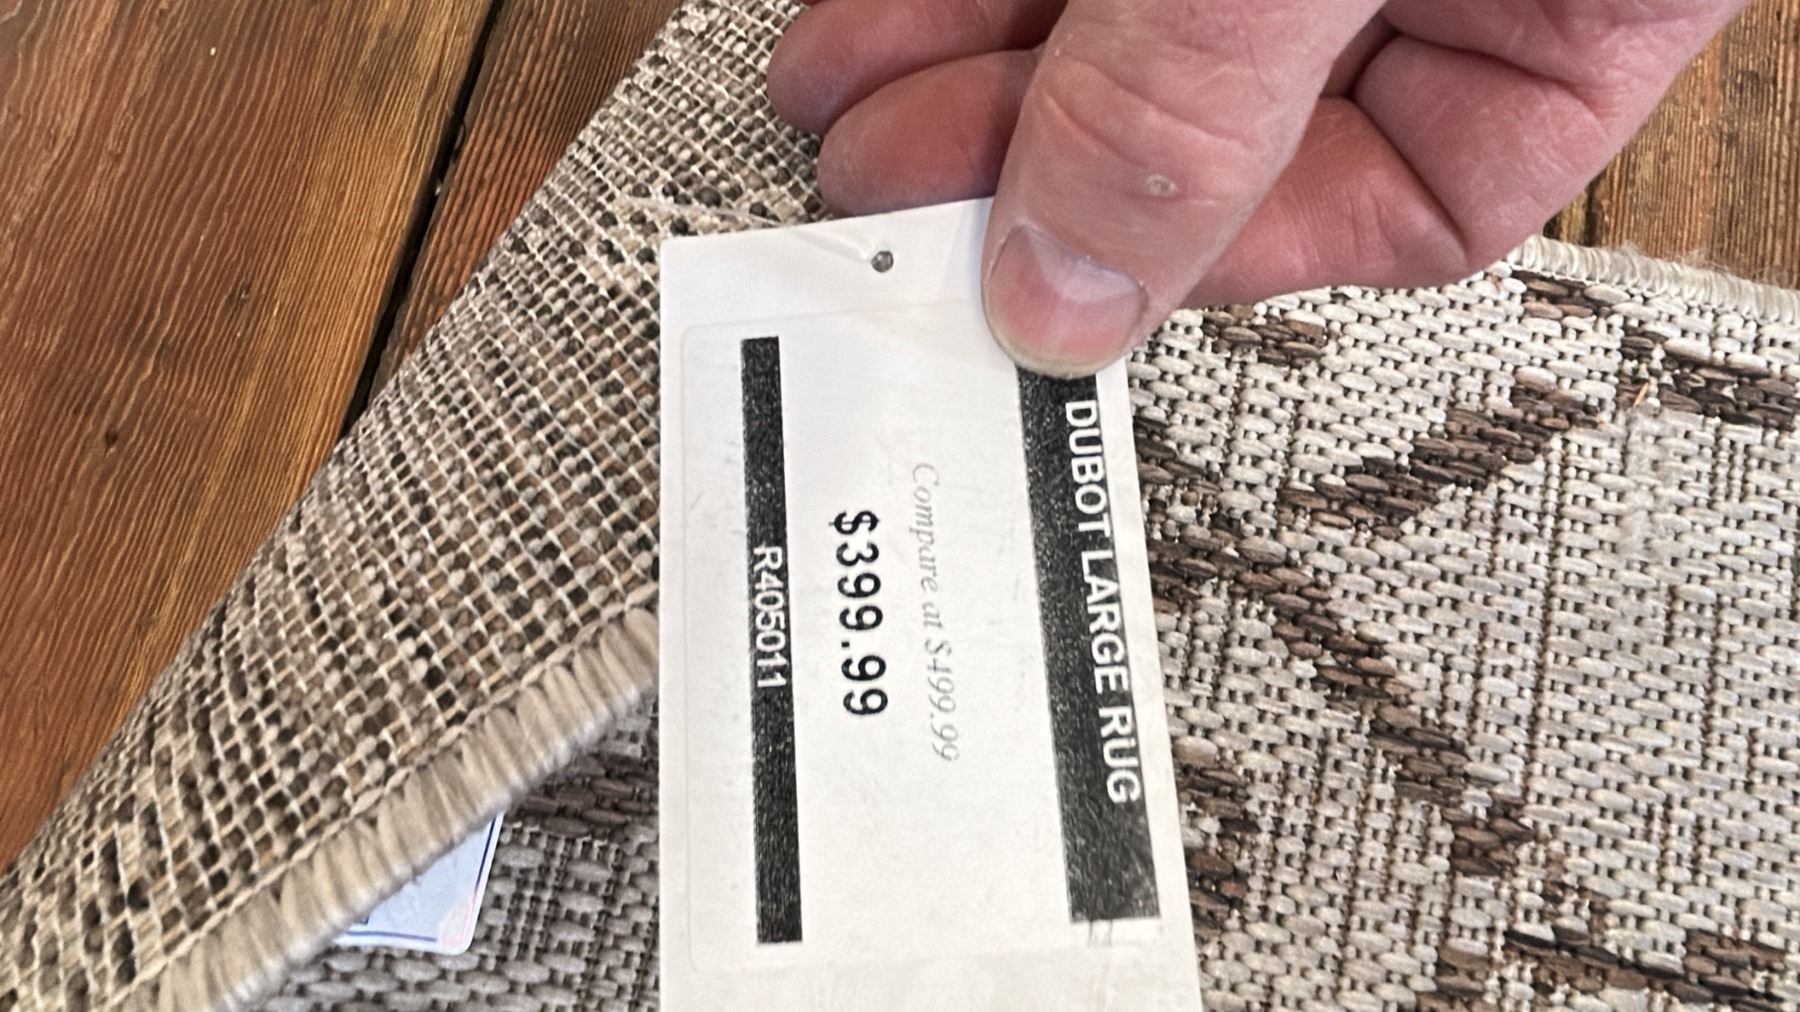 DUBOT LARGE RUG
Compare at $499.99
$399.99
R405011